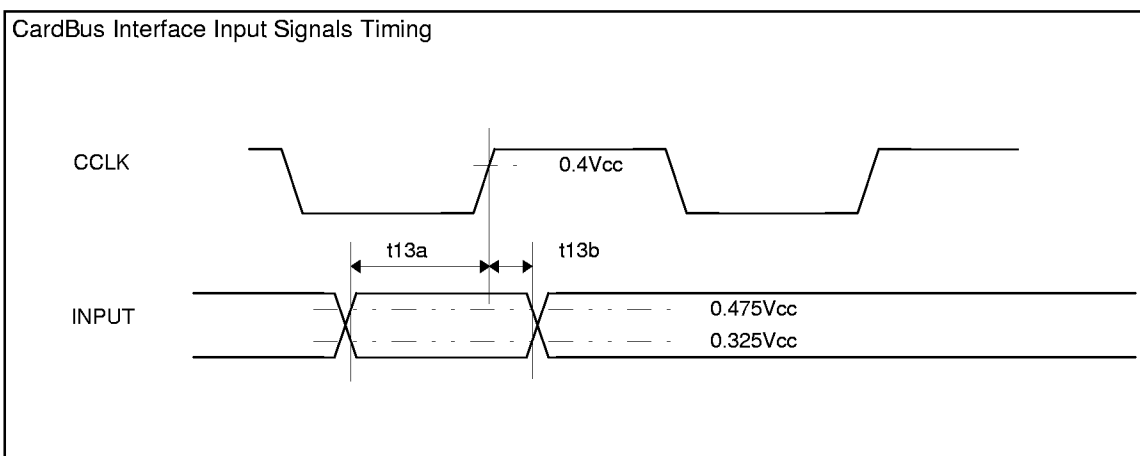 CardBus Interface Input Signals Timing
CCLK
0.4Vcc
t13a
t13b
INPUT
0.475Vcc
0.325Vcc